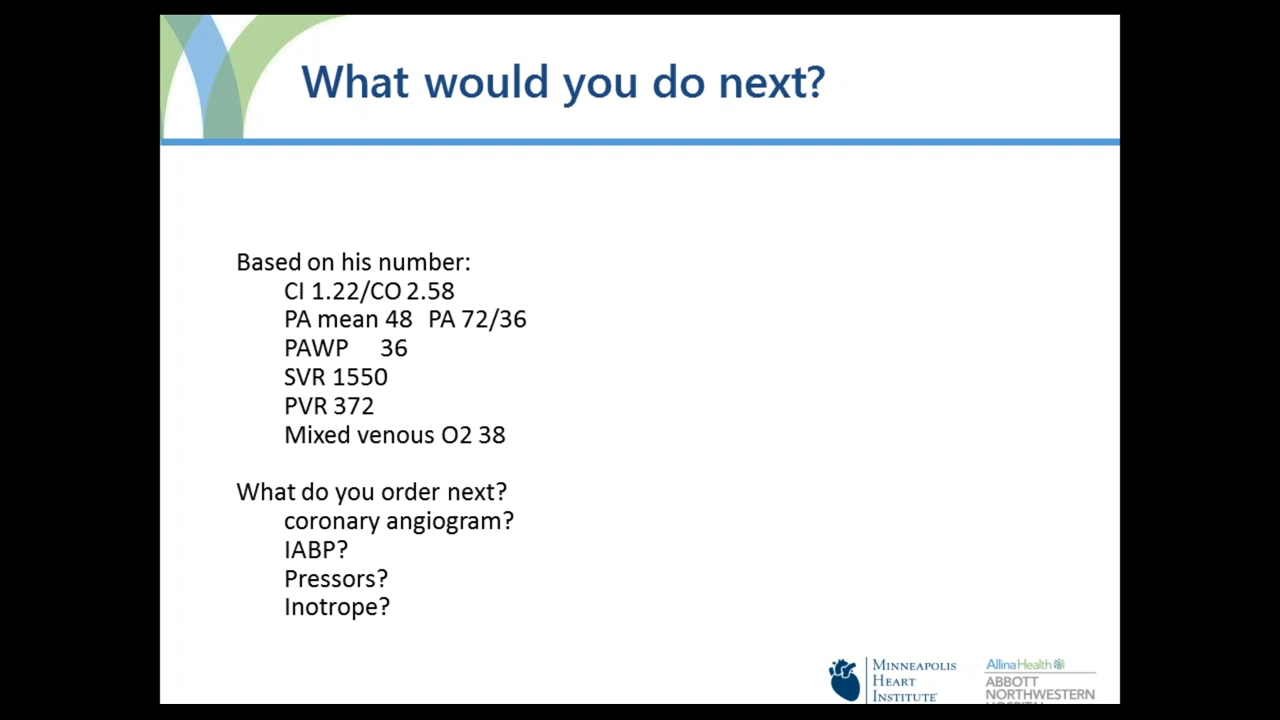 What would you do next?
Based on his number:
CI 1.22/CO 2.58
PA mean 48 PA 72/36
PAWP 36
SVR 1550
PVR 372
Mixed venous O2 38
What do you order next?
coronary angiogram?
IABP?
Pressors?
Inotrope?
MINNEAPOLIS
HEART
INSTITUTE
AllinaHealth
ABBOTT
NORTHWESTERN
HOSPITAL